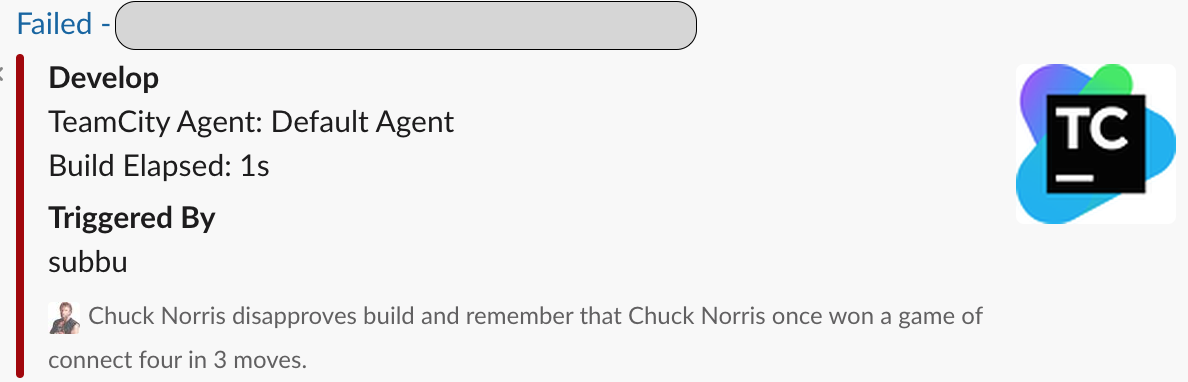 Failed -
Develop
TeamCity Agent: Default Agent
Build Elapsed: 1s
Triggered By
subbu
Chuck Norris disapproves build and remember that Chuck Norris once won a game of
connect four in 3 moves.
TC